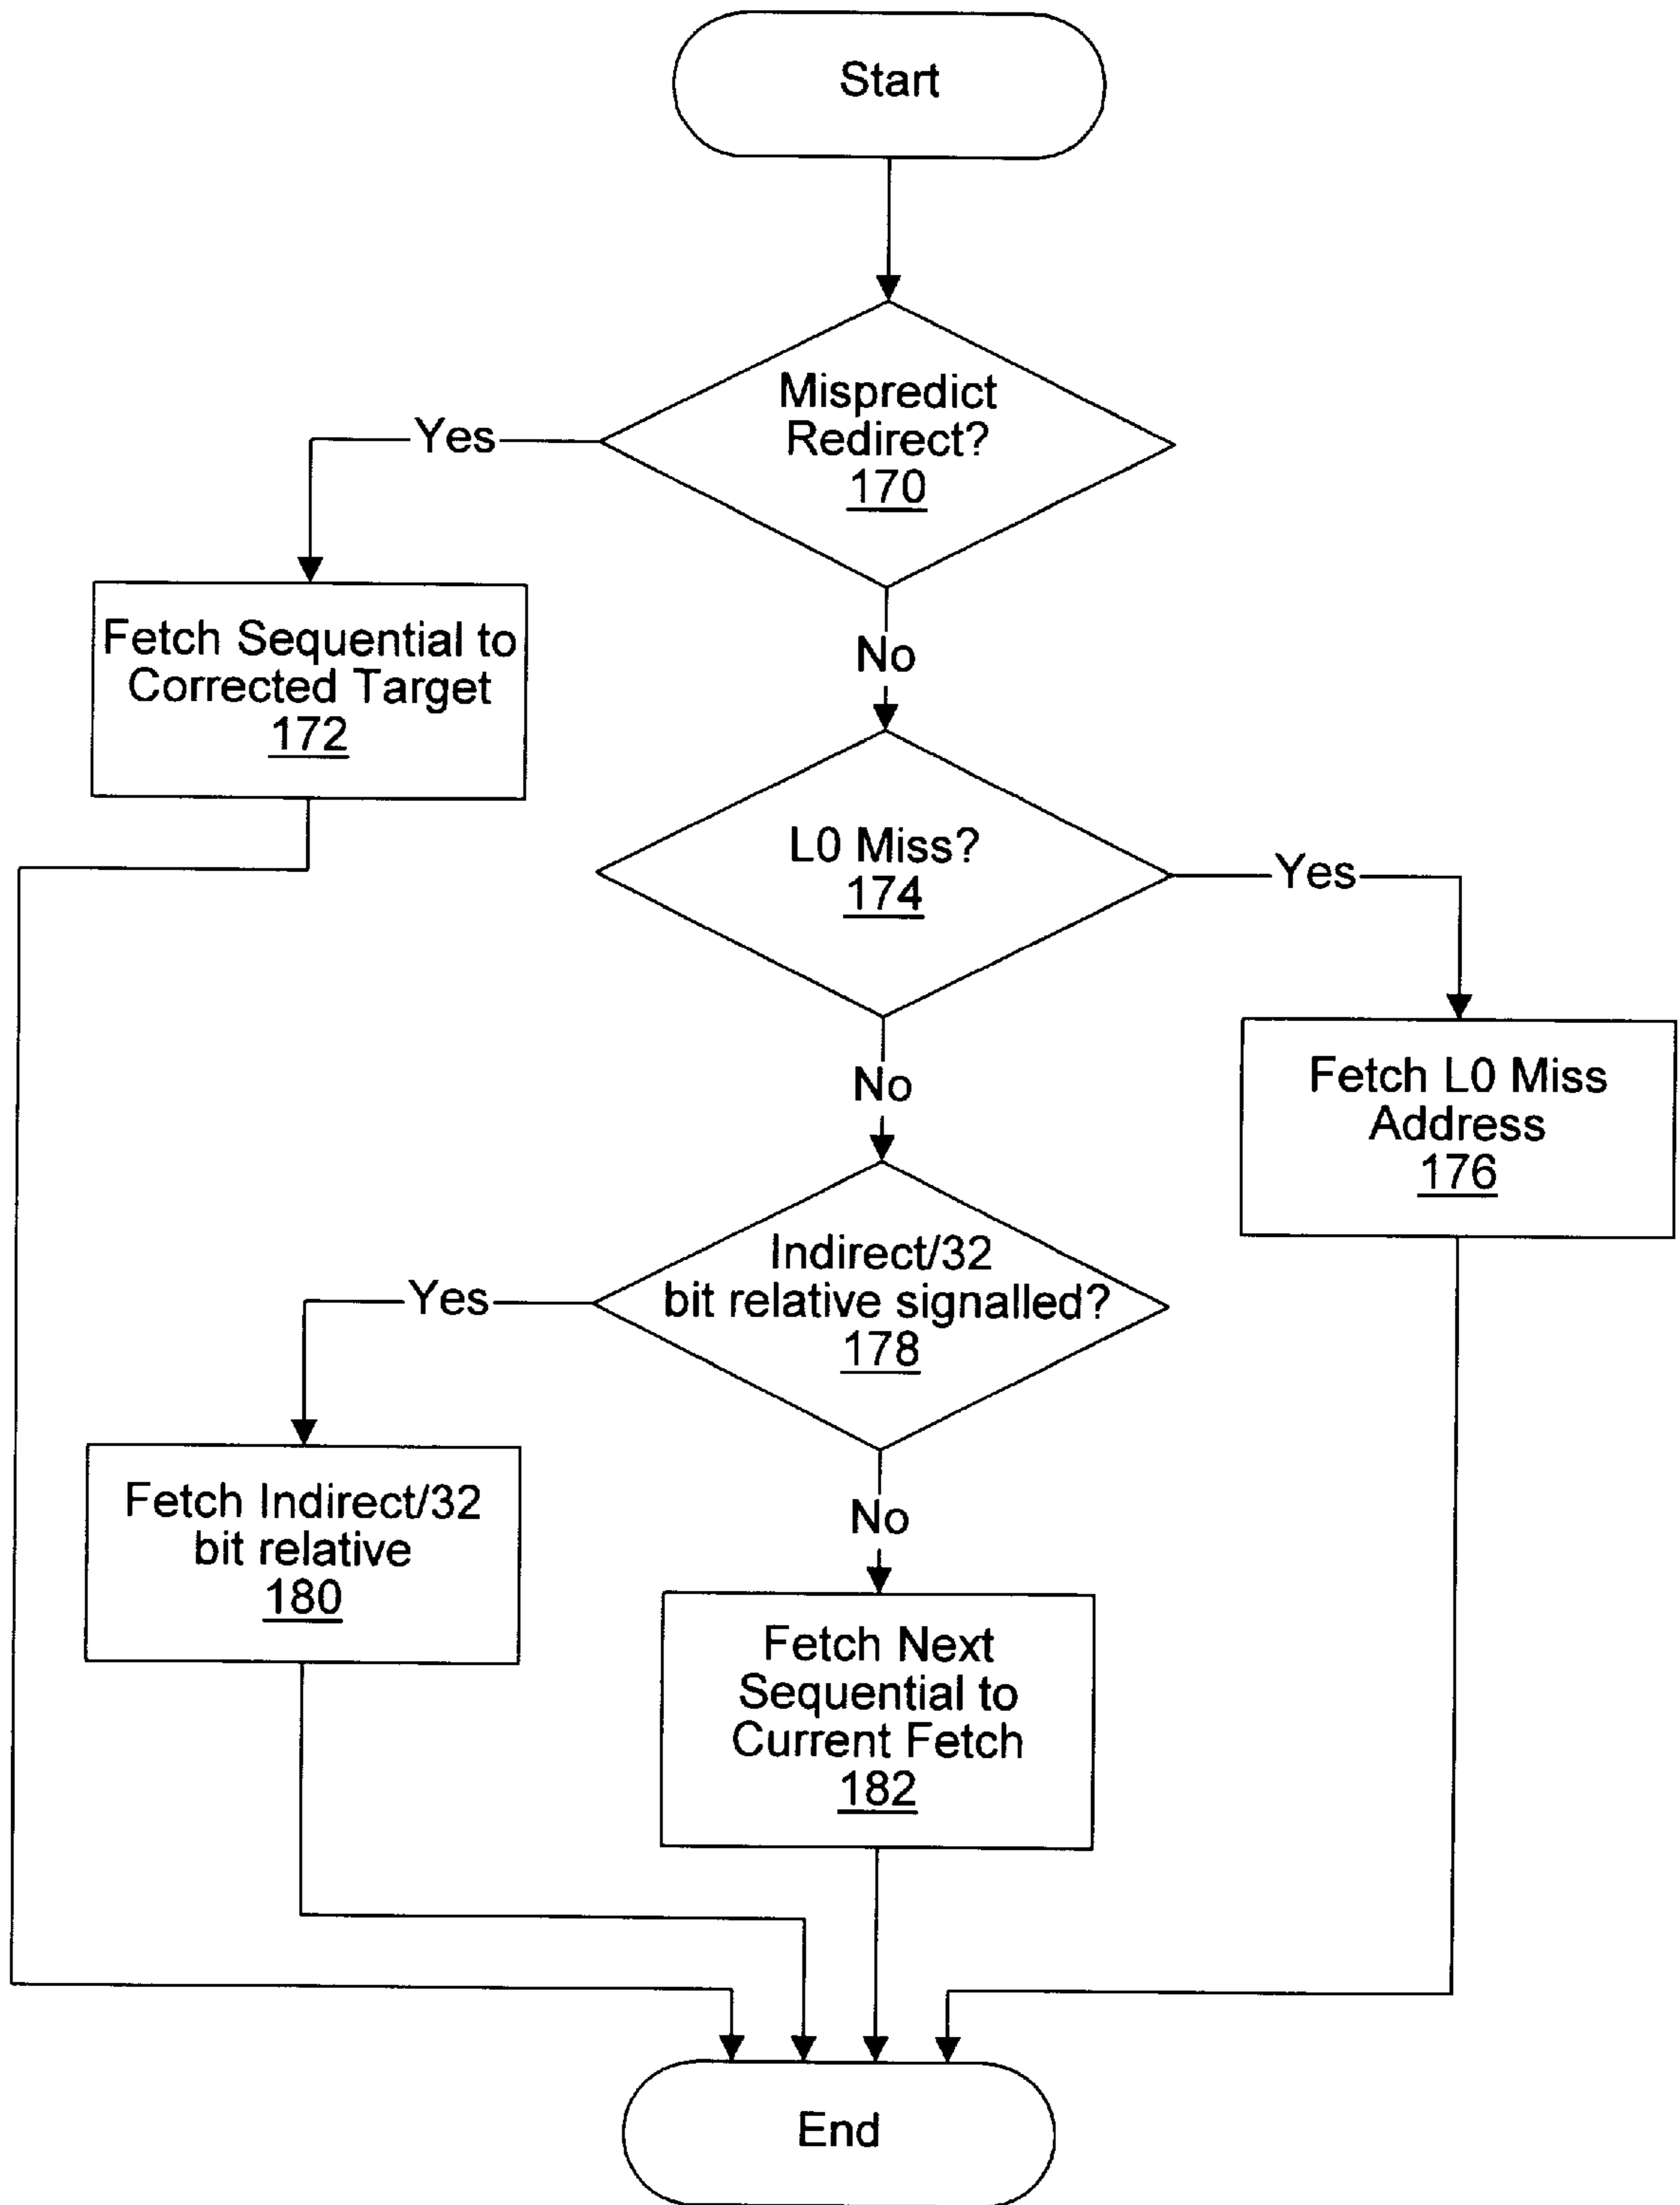 Start
Mispredict
Redirect?
170
Yes
No
Fetch Sequential to
Corrected Target
172
L0 Miss?
174
Yes
No
Fetch L0 Miss
Address
176
Indirect/32
bit relative signalled?
178
Yes
No
Fetch Indirect/32
bit relative
180
Fetch Next
Sequential to
Current Fetch
182
End